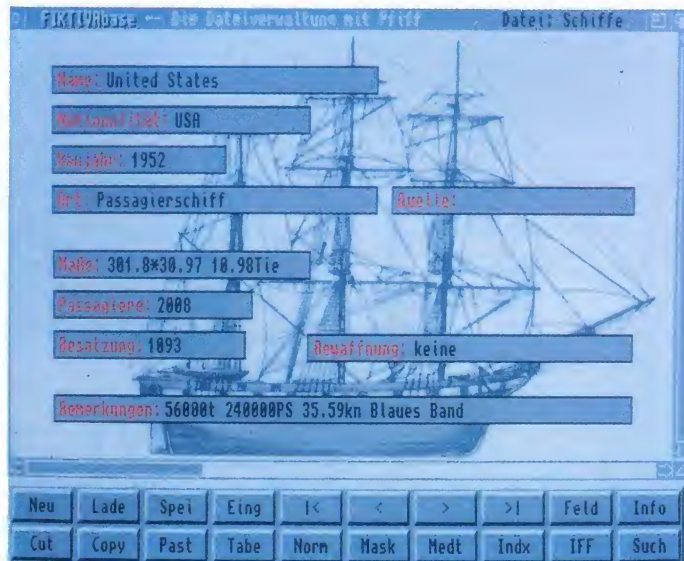 FIKTIVAbase -- Die Dateiverwaltung mit Pfiff Datei: Schiffe
Name: United States
Nationalität: USA
Baujahr: 1952
Art: Passagierschiff Quelle:
Maße: 301.8*30.97 10.98Tie
Passagiere: 2008
Besatzung: 1093 Bewaffnung: keine
Bemerkungen: 56000t 240000PS 35.59kn Blaues Band
Neu Lade Spei Eing |< < > >| Feld Info
Cut Copy Past Tabe Norm Mask Medt Indx IFF Such